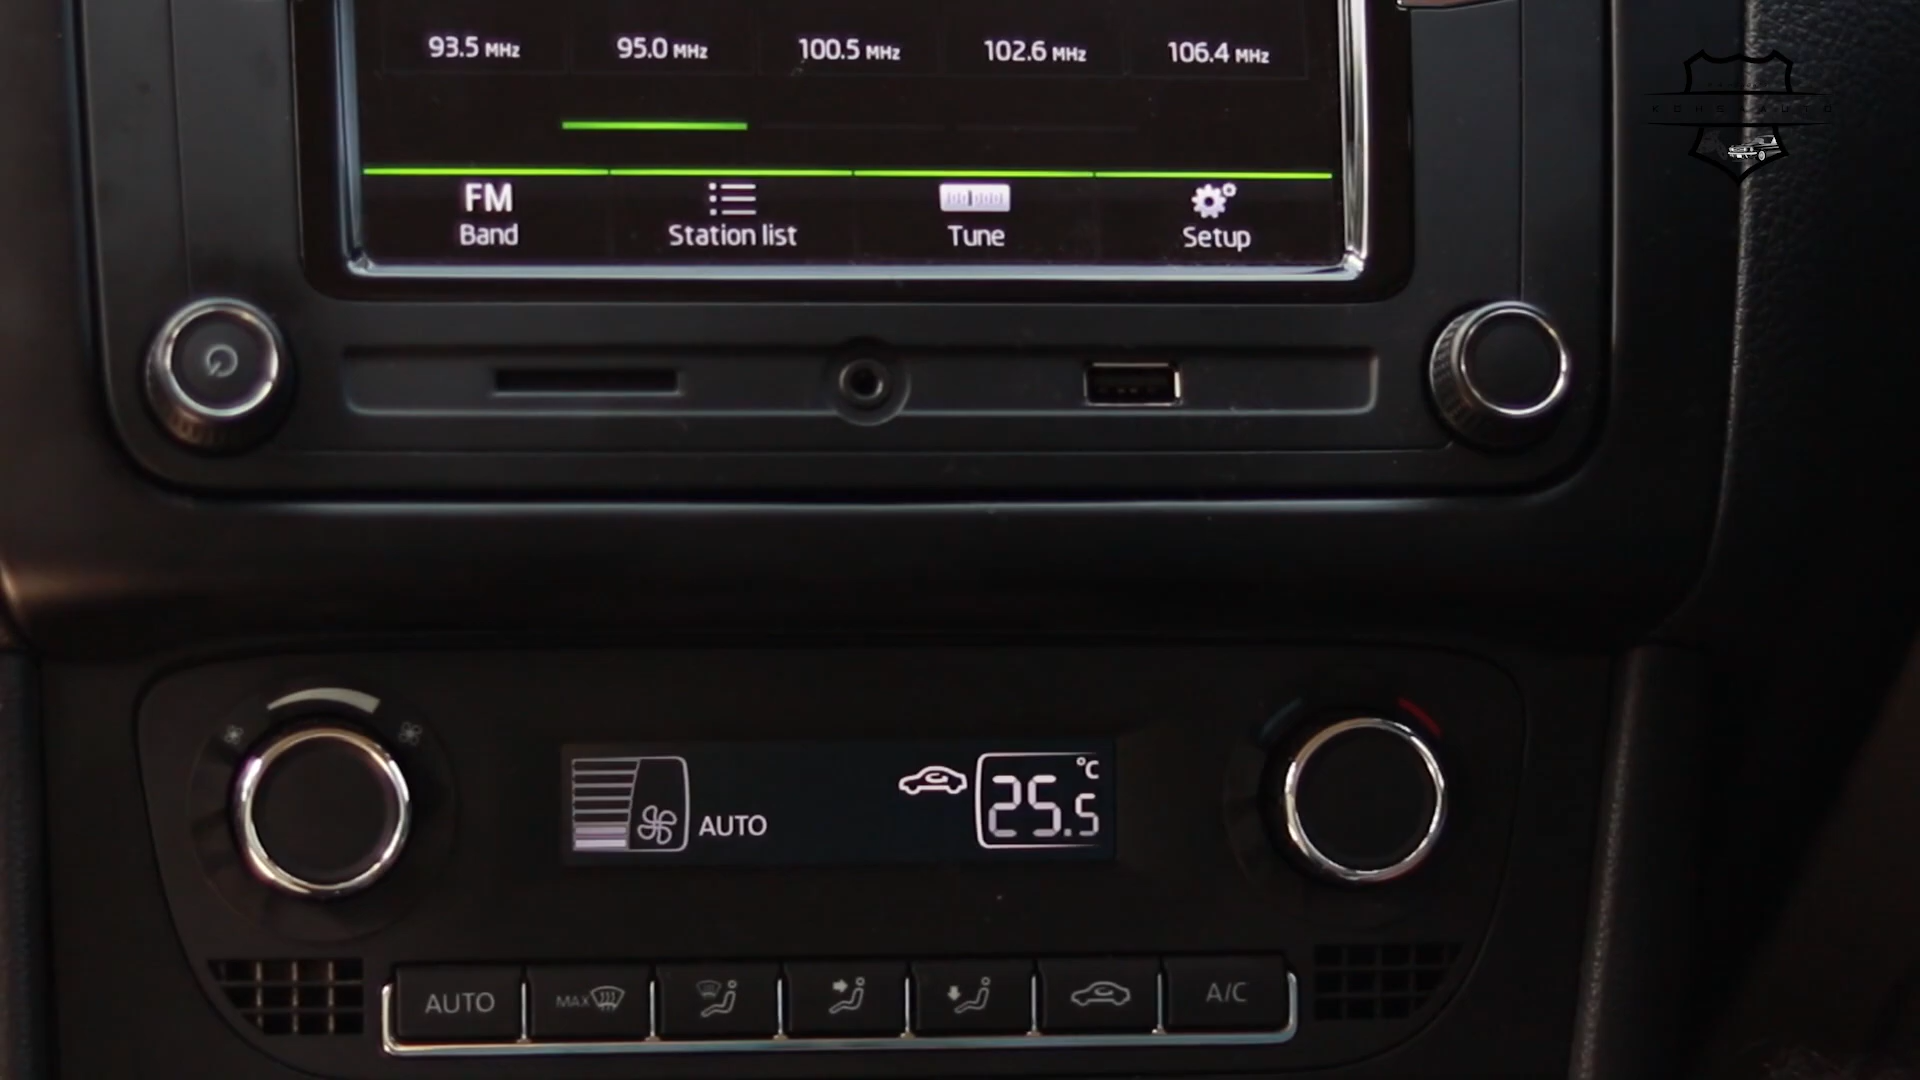 93.5 MHz 95.0 MHz 100.5 MHz 102.6 MHz 106.4 MHz
FM
Band Station list Tune Setup
°C
AUTO 25.5
AUTO MAX A/C